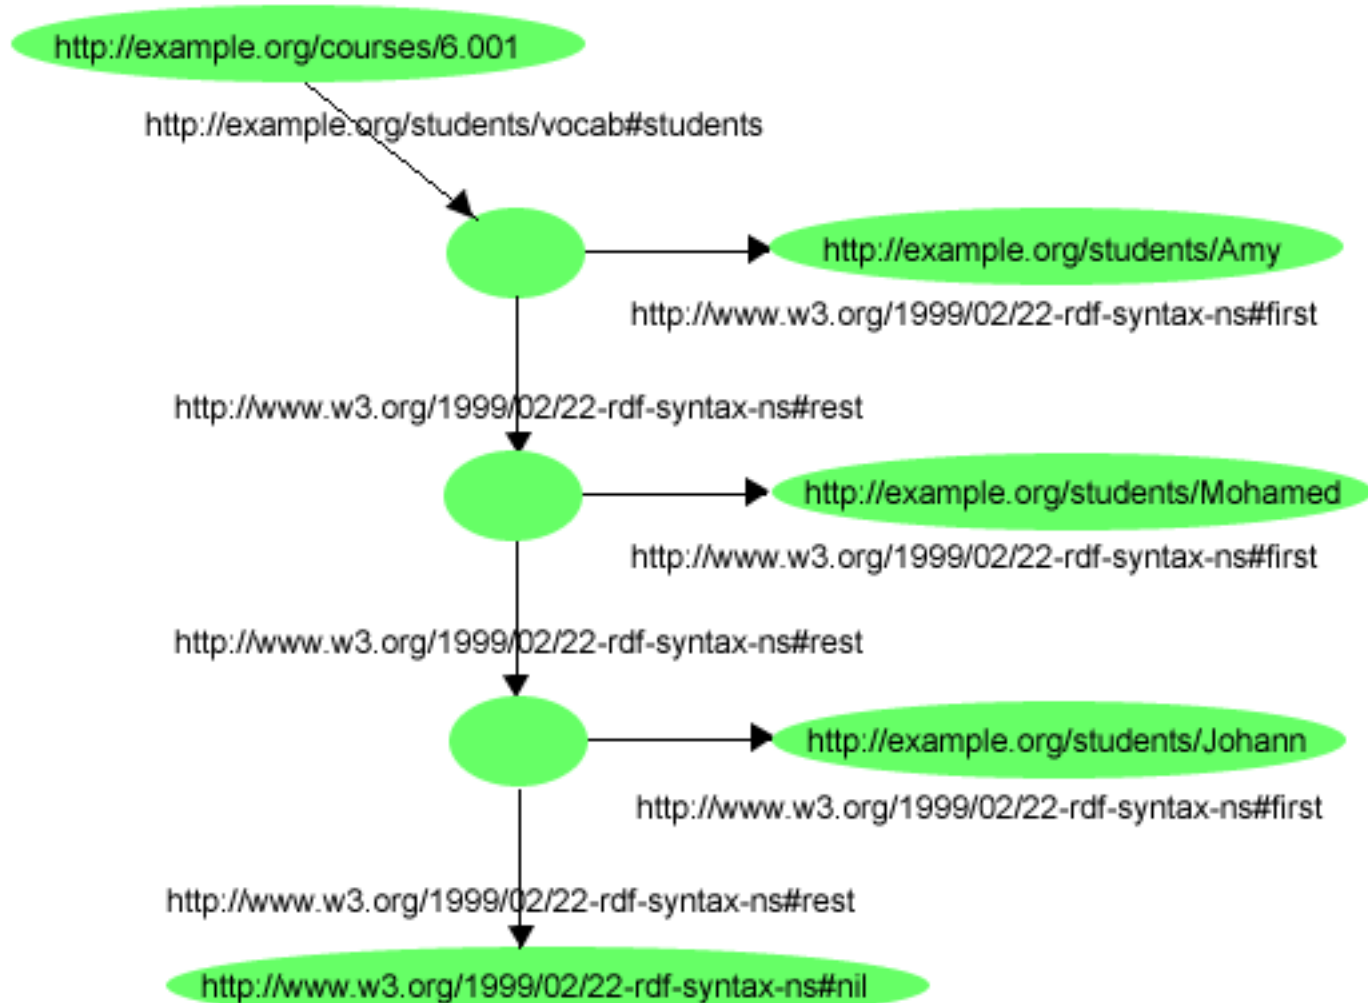 http://example.org/courses/6.001
http://example.org/students/vocab#students
http://example.org/students/Amy
http://www.w3.org/1999/02/22-rdf-syntax-ns#first
http://www.w3.org/1999/02/22-rdf-syntax-ns#rest
http://example.org/students/Mohamed
http://www.w3.org/1999/02/22-rdf-syntax-ns#first
http://www.w3.org/1999/02/22-rdf-syntax-ns#rest
http://example.org/students/Johann
http://www.w3.org/1999/02/22-rdf-syntax-ns#first
http://www.w3.org/1999/02/22-rdf-syntax-ns#rest
http://www.w3.org/1999/02/22-rdf-syntax-ns#nil